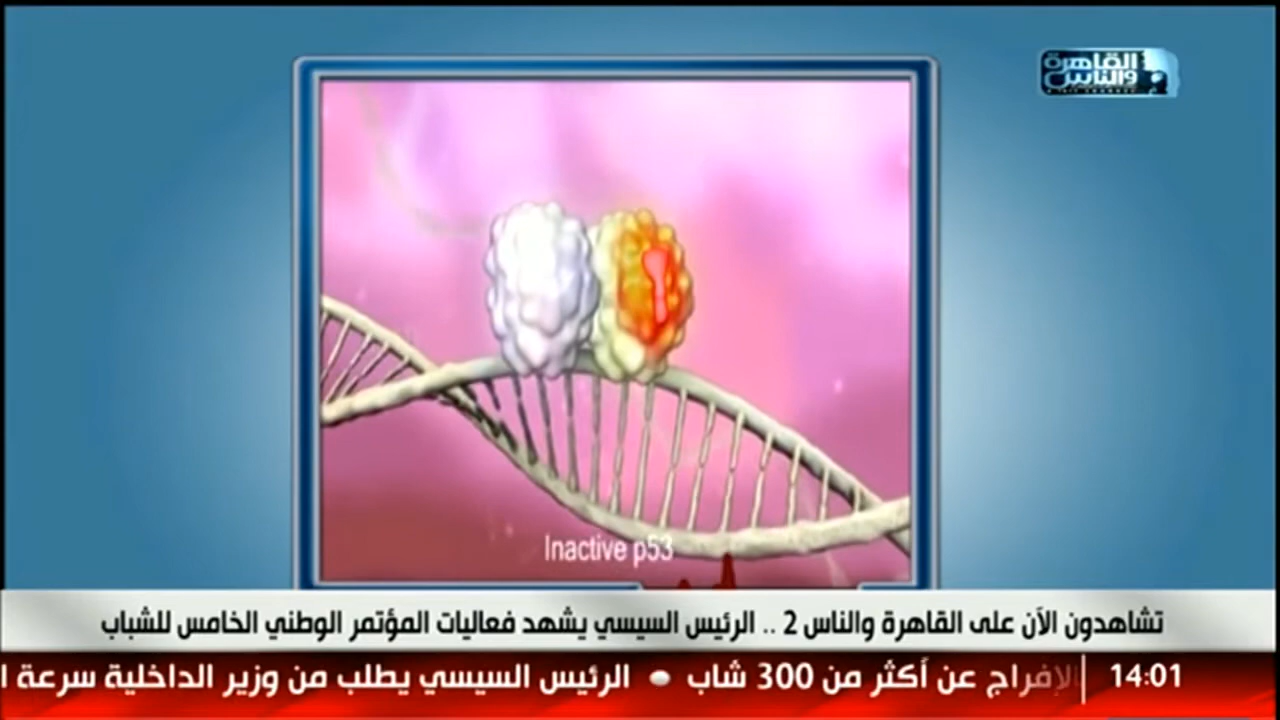 القاهرة
والناس
Inactive p53
تشاهدون الآن على القاهرة والناس 2 .. الرئيس السيسي يشهد فعاليات المؤتمر الوطني الخامس للشباب
14:01 الإفراج عن أكثر من 300 شاب • الرئيس السيسي يطلب من وزير الداخلية سرعة ا